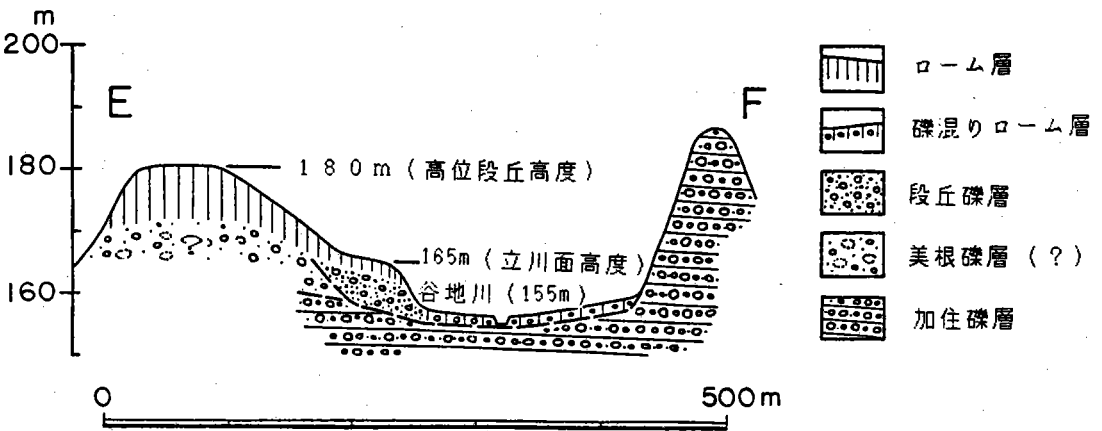 m
200
180
160
E
F
180m (高位段丘高度)
165m (立川面高度)
谷地川 (155m)
0
500m
ローム層
礫混りローム層
段丘礫層
美根礫層 (?)
加住礫層